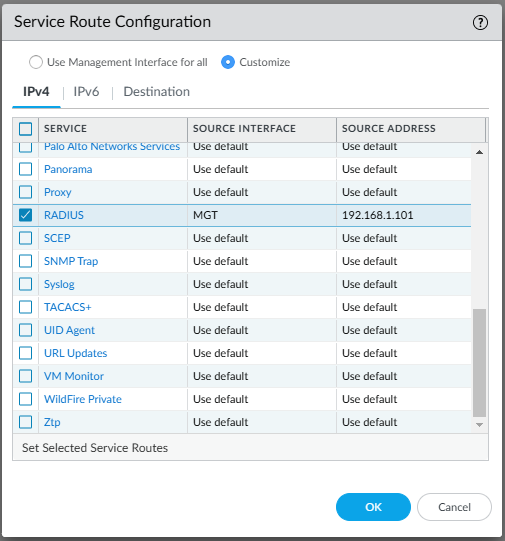 Service Route Configuration
Use Management Interface for all Customize
IPv4 | IPv6 | Destination
SERVICE SOURCE INTERFACE SOURCE ADDRESS
Palo Alto Networks Services Use default Use default
Panorama Use default Use default
Proxy Use default Use default
RADIUS MGT 192.168.1.101
SCEP Use default Use default
SNMP Trap Use default Use default
Syslog Use default Use default
TACACS+ Use default Use default
UID Agent Use default Use default
URL Updates Use default Use default
VM Monitor Use default Use default
WildFire Private Use default Use default
Ztp Use default Use default
Set Selected Service Routes
OK Cancel